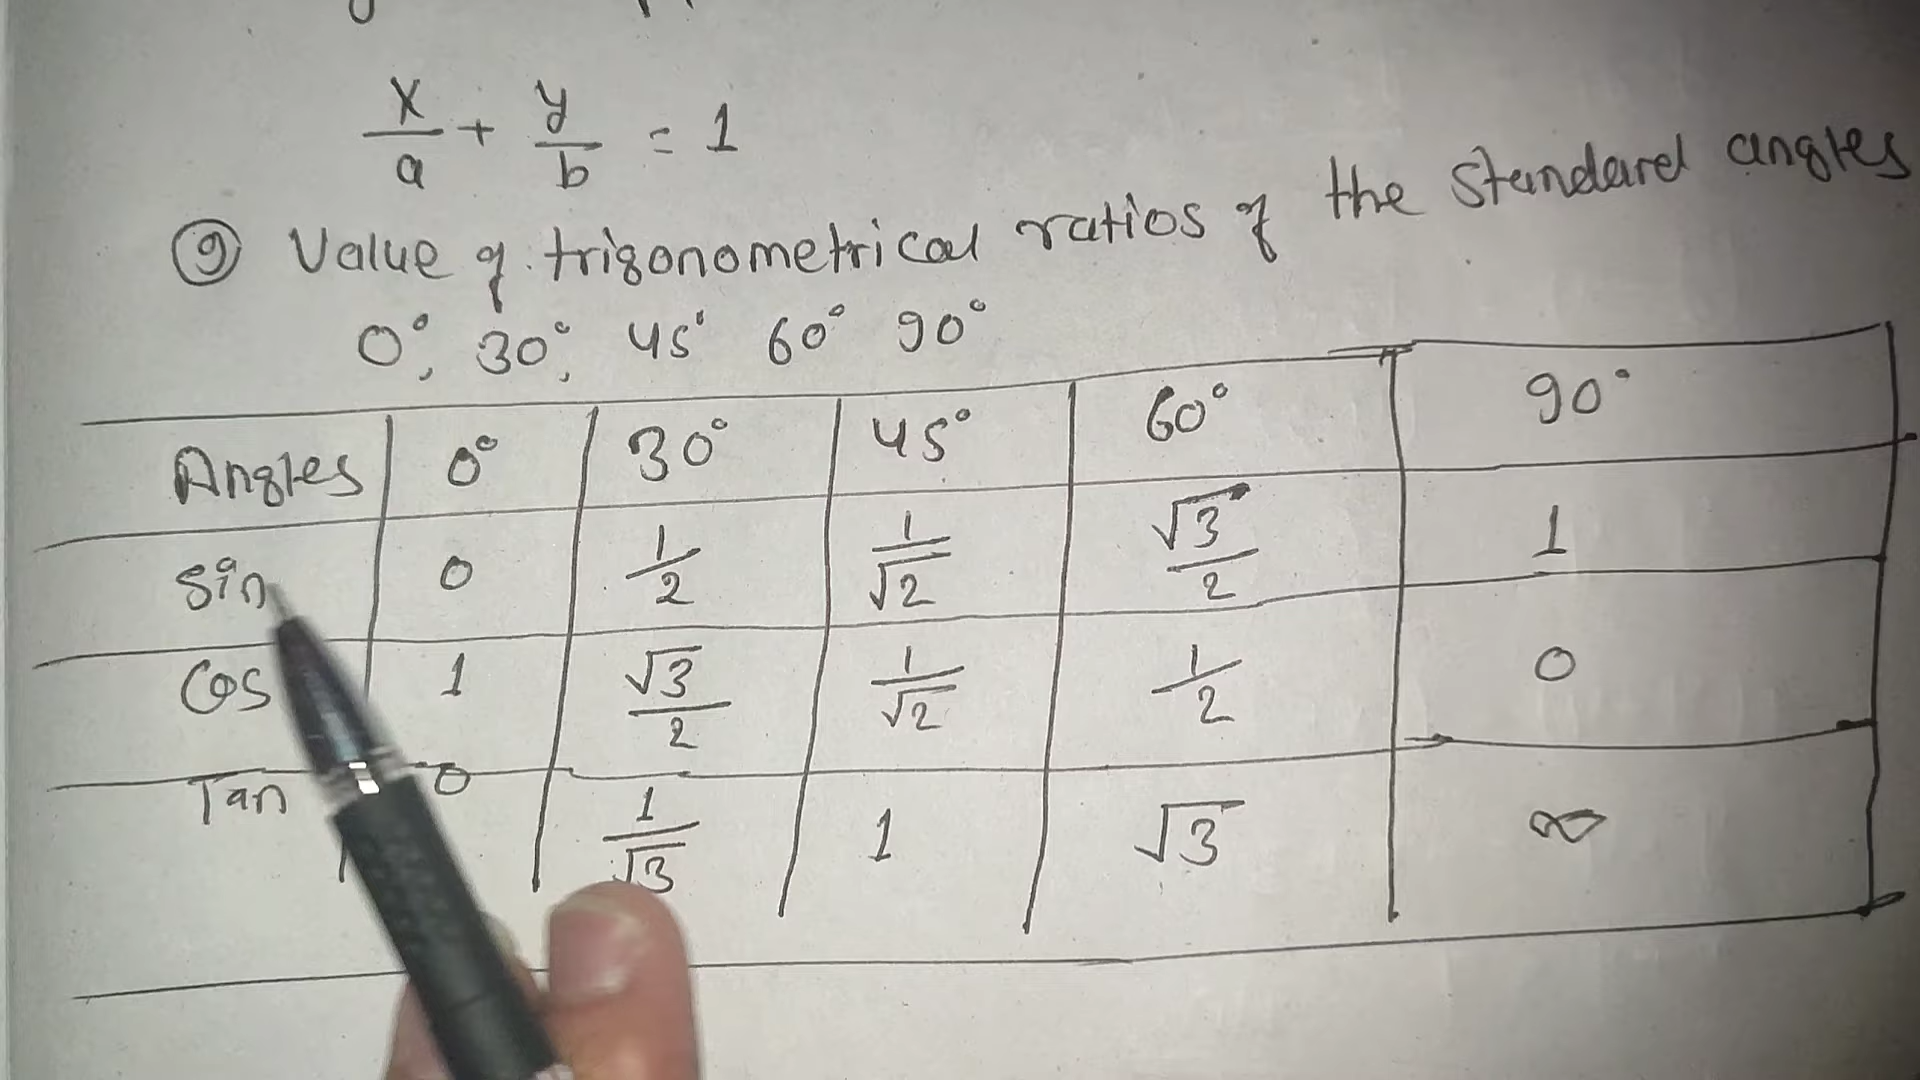 x/a + y/b = 1
⑨ Value of trigonometrical ratios of the standard angles
0°, 30°, 45° 60° 90°
Angles 0° 30° 45° 60° 90°
Sin 0 1/2 1/√2 √3/2 1
Cos 1 √3/2 1/√2 1/2 0
Tan 0 1/√3 1 √3 ∞